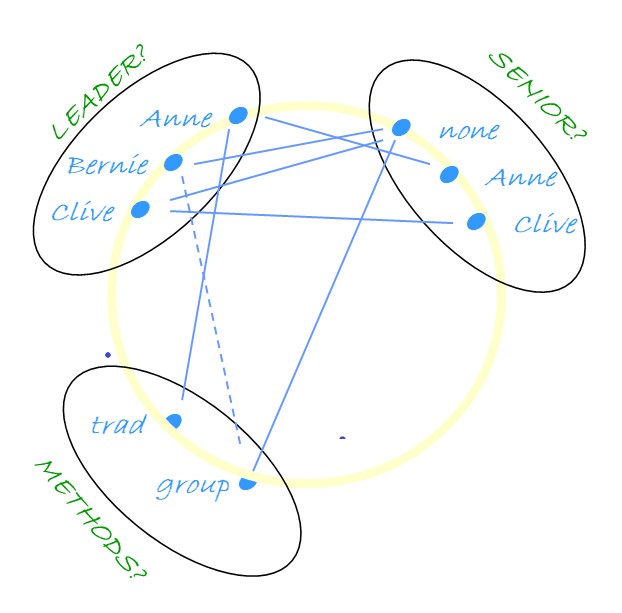 LEADER?
Anne
Bernie
Clive
SENIOR?
none
Anne
Clive
trad
group
METHODS?